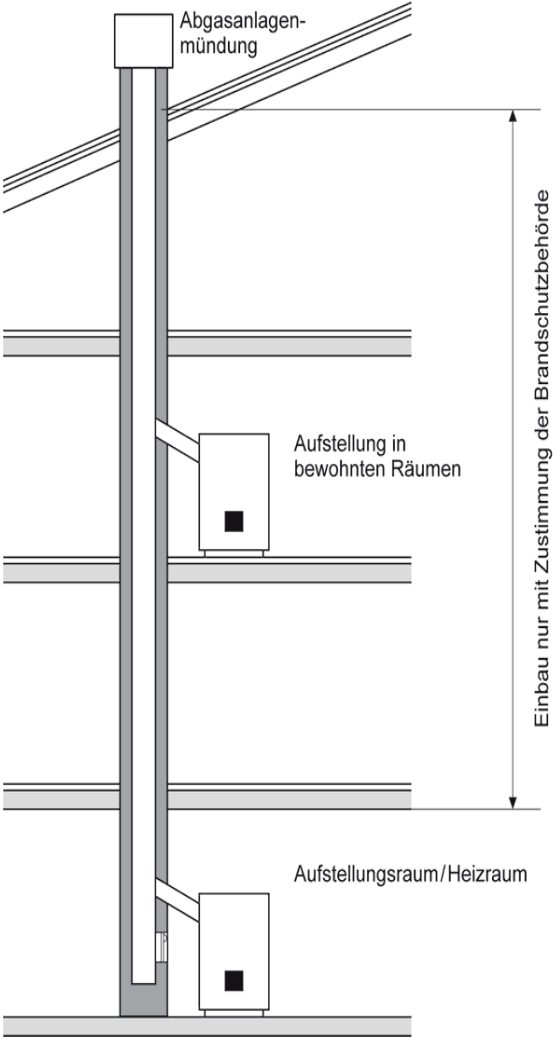 Abgasanlagen-
mündung
Aufstellung in
bewohnten Räumen
Einbau nur mit Zustimmung der Brandschutzbehörde
Aufstellungsraum/Heizraum